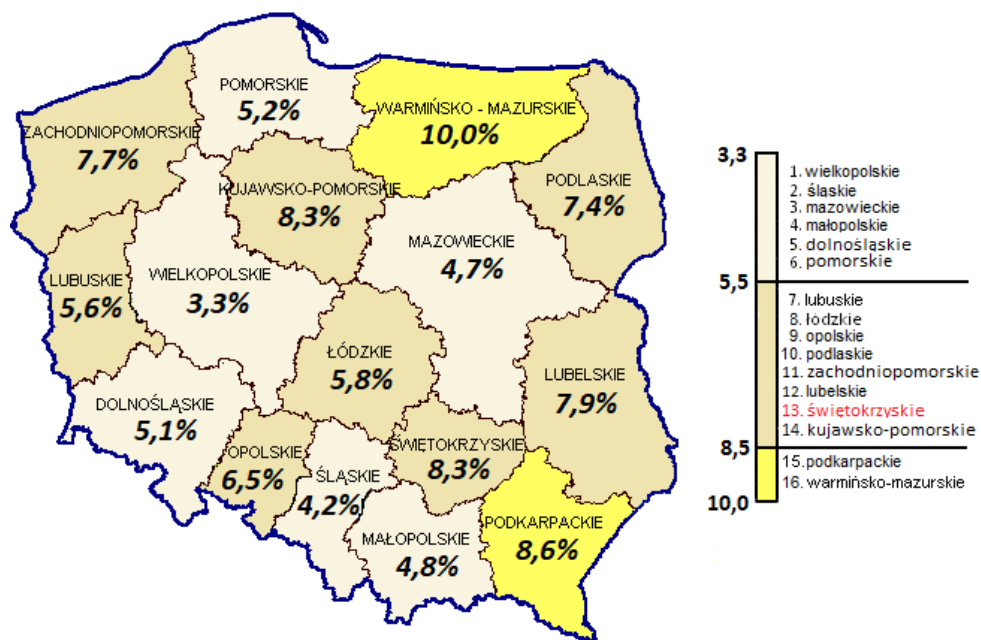 POMORSKIE
5,2%
WARMIŃSKO - MAZURSKIE
10,0%
ZACHODNIOPOMORSKIE
7,7%
KUJAWSKO-POMORSKIE
8,3%
PODLASKIE
7,4%
MAZOWIECKIE
4,7%
LUBUSKIE
5,6%
WIELKOPOLSKIE
3,3%
ŁÓDZKIE
5,8%
LUBELSKIE
7,9%
DOLNOŚLĄSKIE
5,1%
OPOLSKIE
6,5%
ŚLĄSKIE
4,2%
ŚWIĘTOKRZYSKIE
8,3%
MAŁOPOLSKIE
4,8%
PODKARPACKIE
8,6%
3,3
1. wielkopolskie
2. śląskie
3. mazowieckie
4. małopolskie
5. dolnośląskie
6. pomorskie
5,5
7. lubuskie
8. łódzkie
9. opolskie
10. podlaskie
11. zachodniopomorskie
12. lubelskie
13. świętokrzyskie
14. kujawsko-pomorskie
8,5
15. podkarpackie
16. warmińsko-mazurskie
10,0